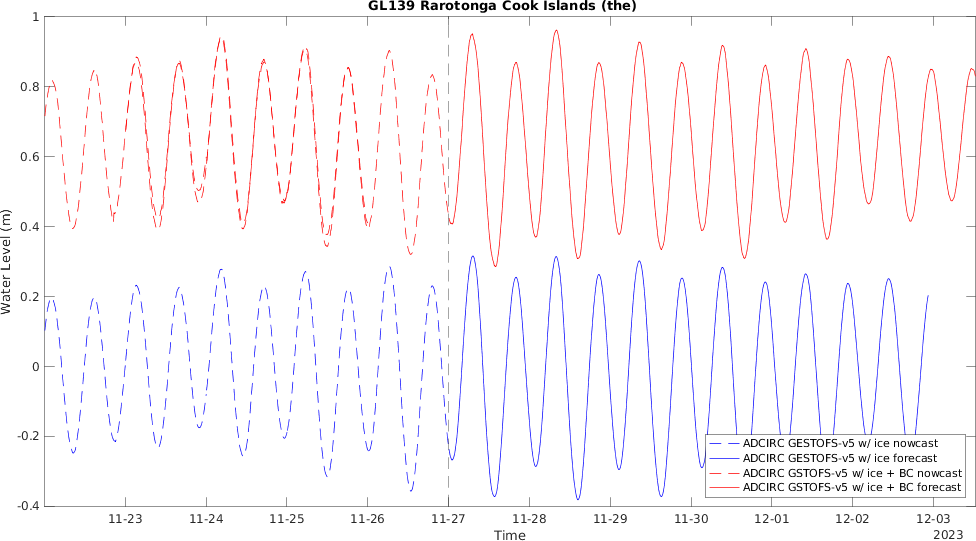 GL139 Rarotonga Cook Islands (the)
1
0.8
0.6
0.4
0.2
0
-0.2
-0.4
Water Level (m)
ADCIRC GESTOFS-v5 w/ ice nowcast
ADCIRC GESTOFS-v5 w/ ice forecast
ADCIRC GSTOFS-v5 w/ ice + BC nowcast
ADCIRC GSTOFS-v5 w/ ice + BC forecast
11-23 11-24 11-25 11-26 11-27 11-28 11-29 11-30 12-01 12-02 12-03
Time
2023